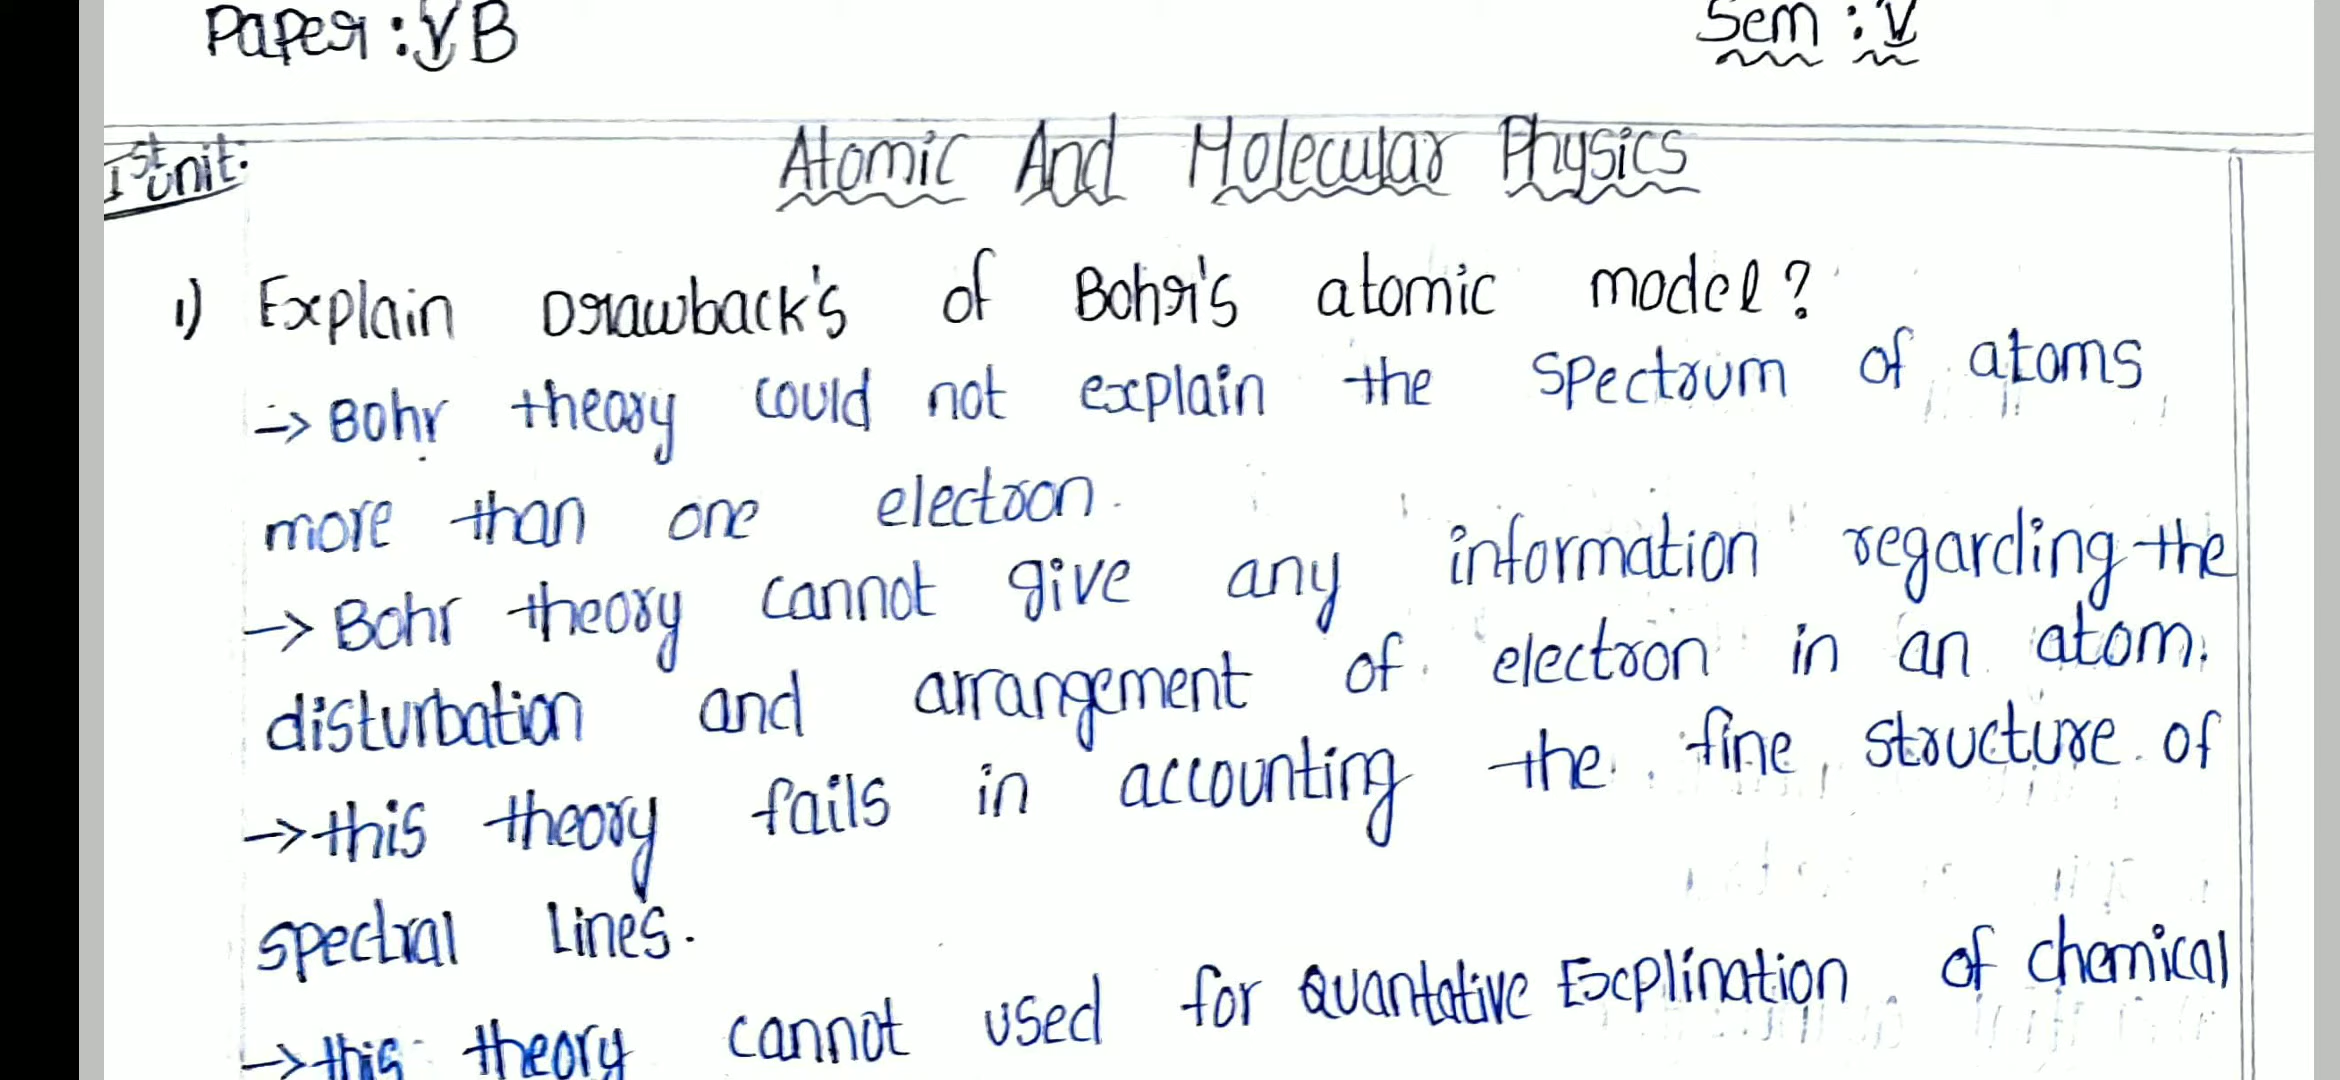 Paper : V B
Sem : V
Ist unit.
Atomic And Molecular Physics
1) Explain Drawback's of Bohr's atomic model?
-> Bohr theory could not explain the spectrum of atoms
more than one electron.
-> Bohr theory cannot give any information regarding the
disturbation and arrangement of electron in an atom.
-> this theory fails in accounting the fine structure of
spectral Line's.
-> this theory cannot used for Quantative Explination of chemical